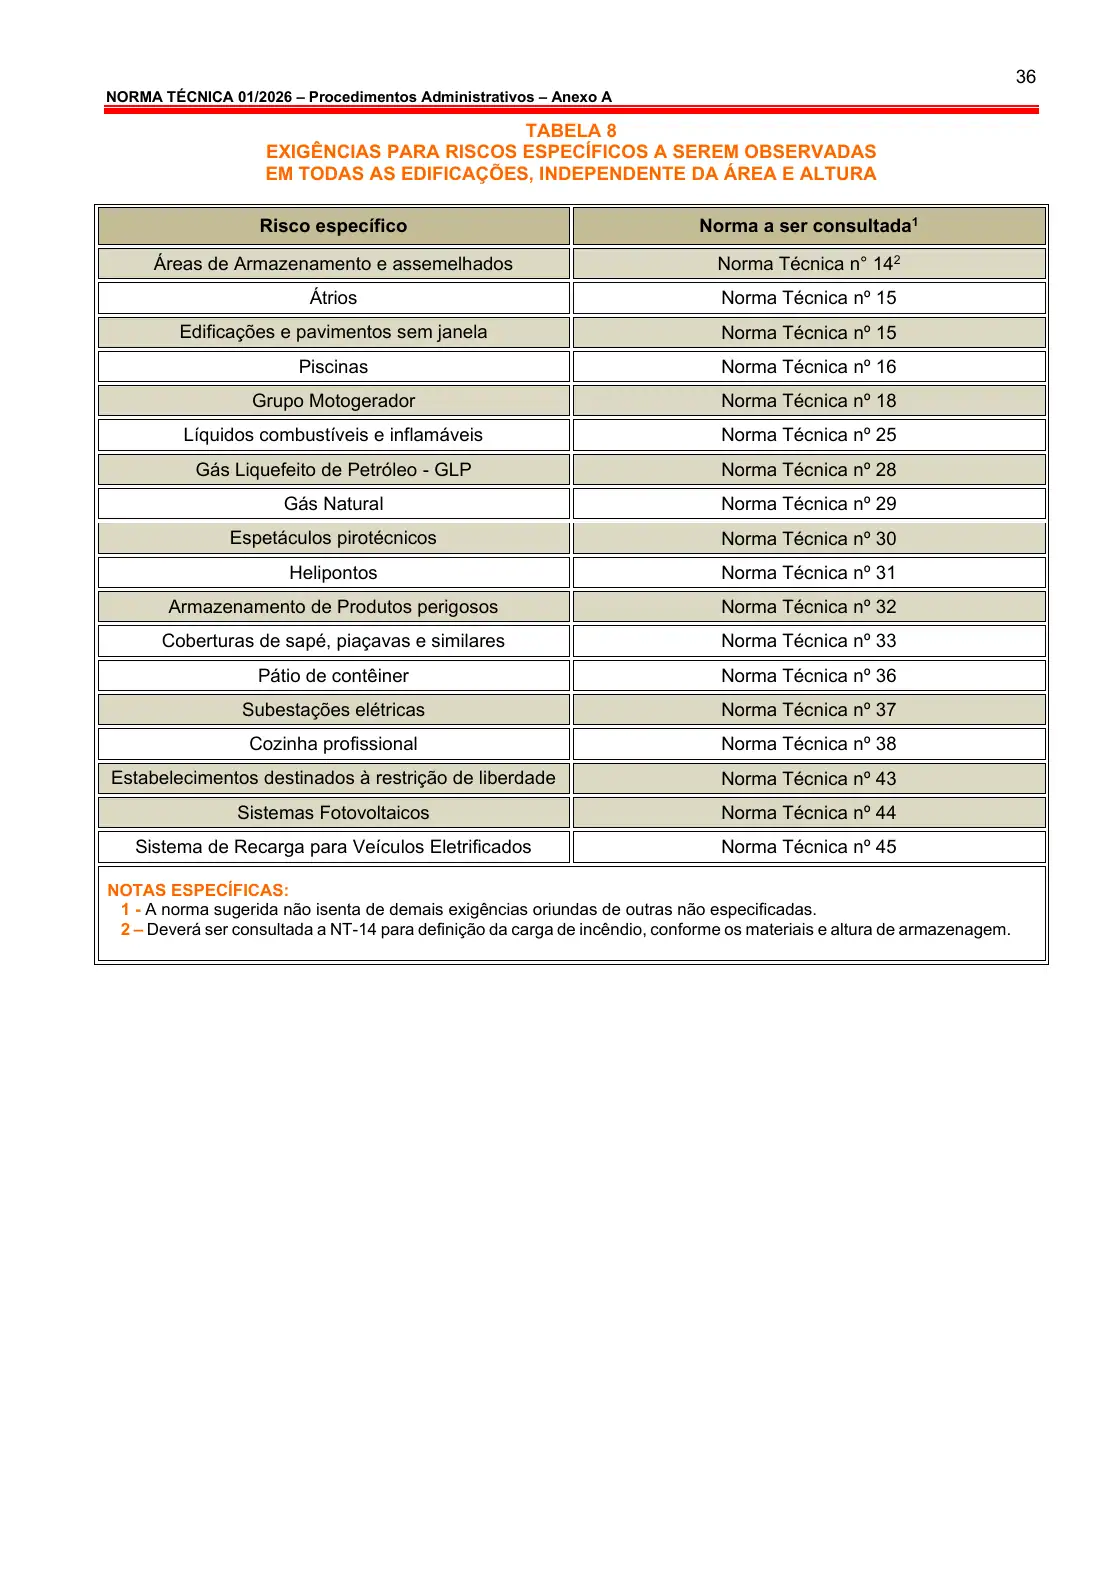 36
NORMA TÉCNICA 01/2026 – Procedimentos Administrativos – Anexo A
TABELA 8
EXIGÊNCIAS PARA RISCOS ESPECÍFICOS A SEREM OBSERVADAS
EM TODAS AS EDIFICAÇÕES, INDEPENDENTE DA ÁREA E ALTURA
Risco específico Norma a ser consultada¹
Áreas de Armazenamento e assemelhados Norma Técnica n° 14²
Átrios Norma Técnica nº 15
Edificações e pavimentos sem janela Norma Técnica nº 15
Piscinas Norma Técnica nº 16
Grupo Motogerador Norma Técnica nº 18
Líquidos combustíveis e inflamáveis Norma Técnica nº 25
Gás Liquefeito de Petróleo - GLP Norma Técnica nº 28
Gás Natural Norma Técnica nº 29
Espetáculos pirotécnicos Norma Técnica nº 30
Helipontos Norma Técnica nº 31
Armazenamento de Produtos perigosos Norma Técnica nº 32
Coberturas de sapé, piaçavas e similares Norma Técnica nº 33
Pátio de contêiner Norma Técnica nº 36
Subestações elétricas Norma Técnica nº 37
Cozinha profissional Norma Técnica nº 38
Estabelecimentos destinados à restrição de liberdade Norma Técnica nº 43
Sistemas Fotovoltaicos Norma Técnica nº 44
Sistema de Recarga para Veículos Eletrificados Norma Técnica nº 45
NOTAS ESPECÍFICAS:
1 - A norma sugerida não isenta de demais exigências oriundas de outras não especificadas.
2 – Deverá ser consultada a NT-14 para definição da carga de incêndio, conforme os materiais e altura de armazenagem.